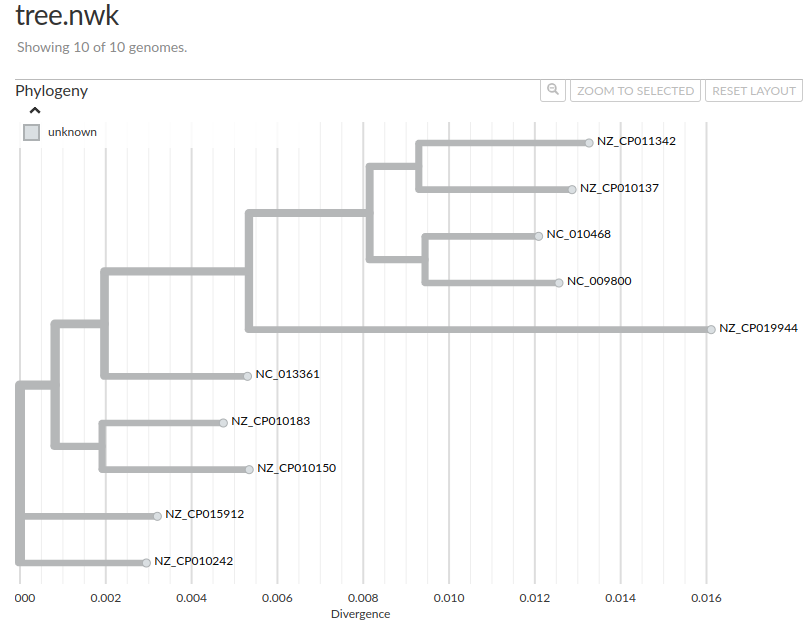 tree.nwk
Showing 10 of 10 genomes.
Phylogeny
ZOOM TO SELECTED
RESET LAYOUT
unknown
NZ_CP011342
NZ_CP010137
NC_010468
NC_009800
NZ_CP019944
NC_013361
NZ_CP010183
NZ_CP010150
NZ_CP015912
NZ_CP010242
000 0.002 0.004 0.006 0.008 0.010 0.012 0.014 0.016
Divergence